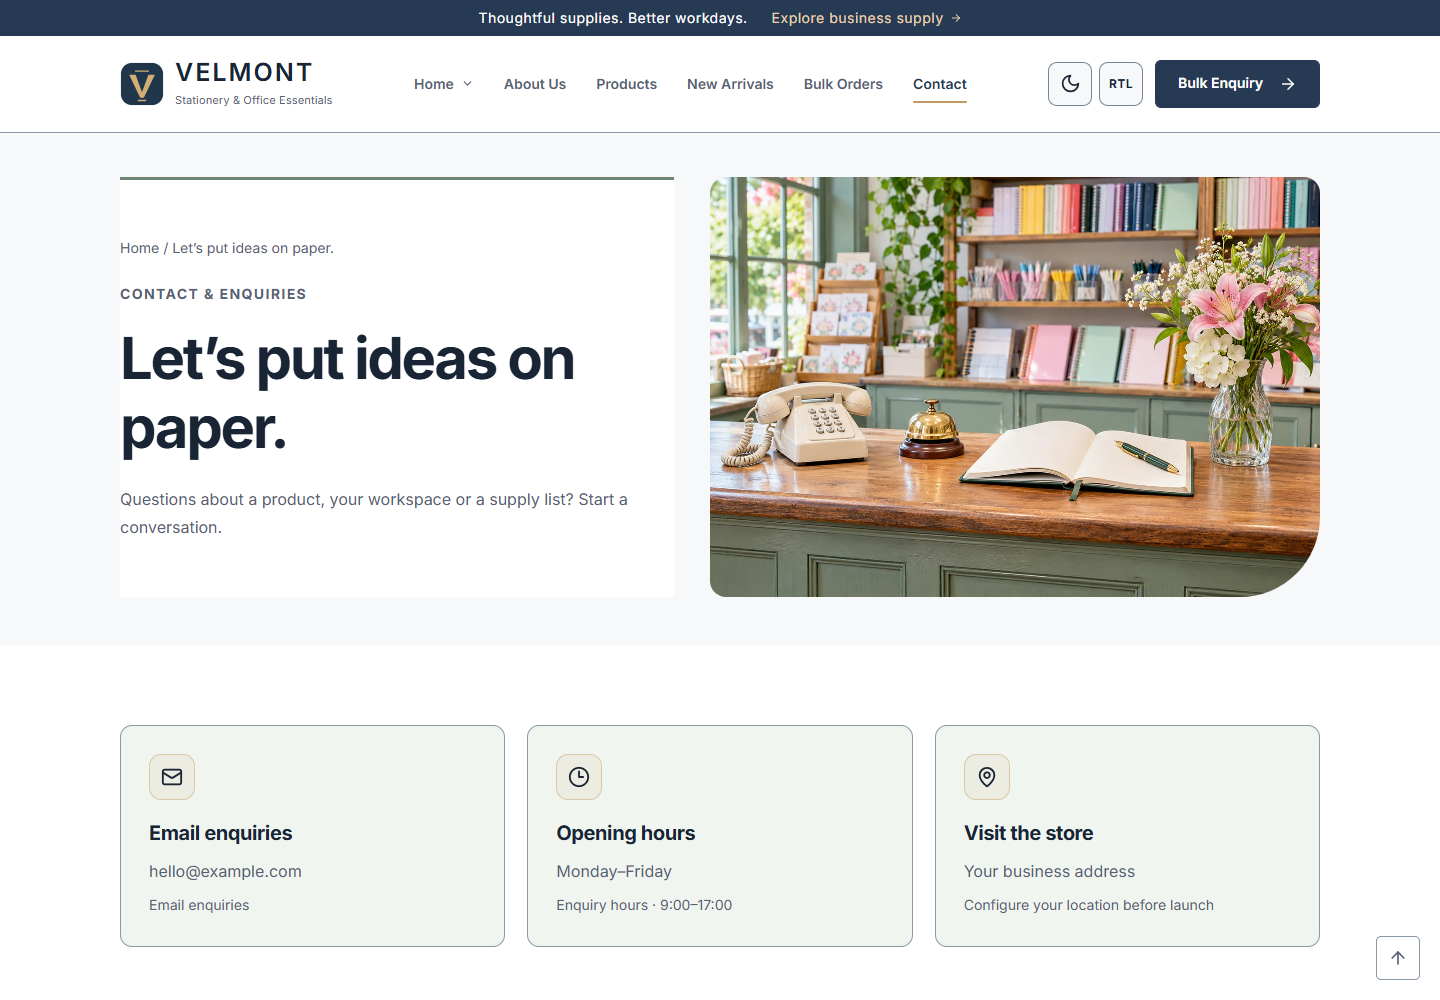 Thoughtful supplies. Better workdays. Explore business supply →
VELMONT
Stationery & Office Essentials
Home
About Us
Products
New Arrivals
Bulk Orders
Contact
RTL
Bulk Enquiry →
Home / Let’s put ideas on paper.
CONTACT & ENQUIRIES
Let’s put ideas on
paper.
Questions about a product, your workspace or a supply list? Start a
conversation.
Email enquiries
hello@example.com
Email enquiries
Opening hours
Monday–Friday
Enquiry hours · 9:00–17:00
Visit the store
Your business address
Configure your location before launch